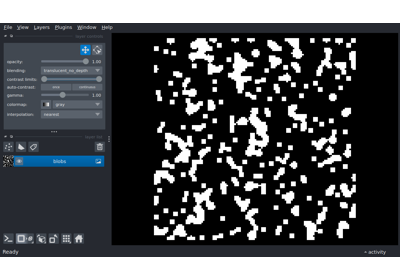 File View Layers Plugins Window Help
opacity: 1.00
blending: translucent_no_depth
contrast limits:
auto-contrast: once continuous
gamma: 1.00
colormap: gray
interpolation: nearest
blobs
Ready activity